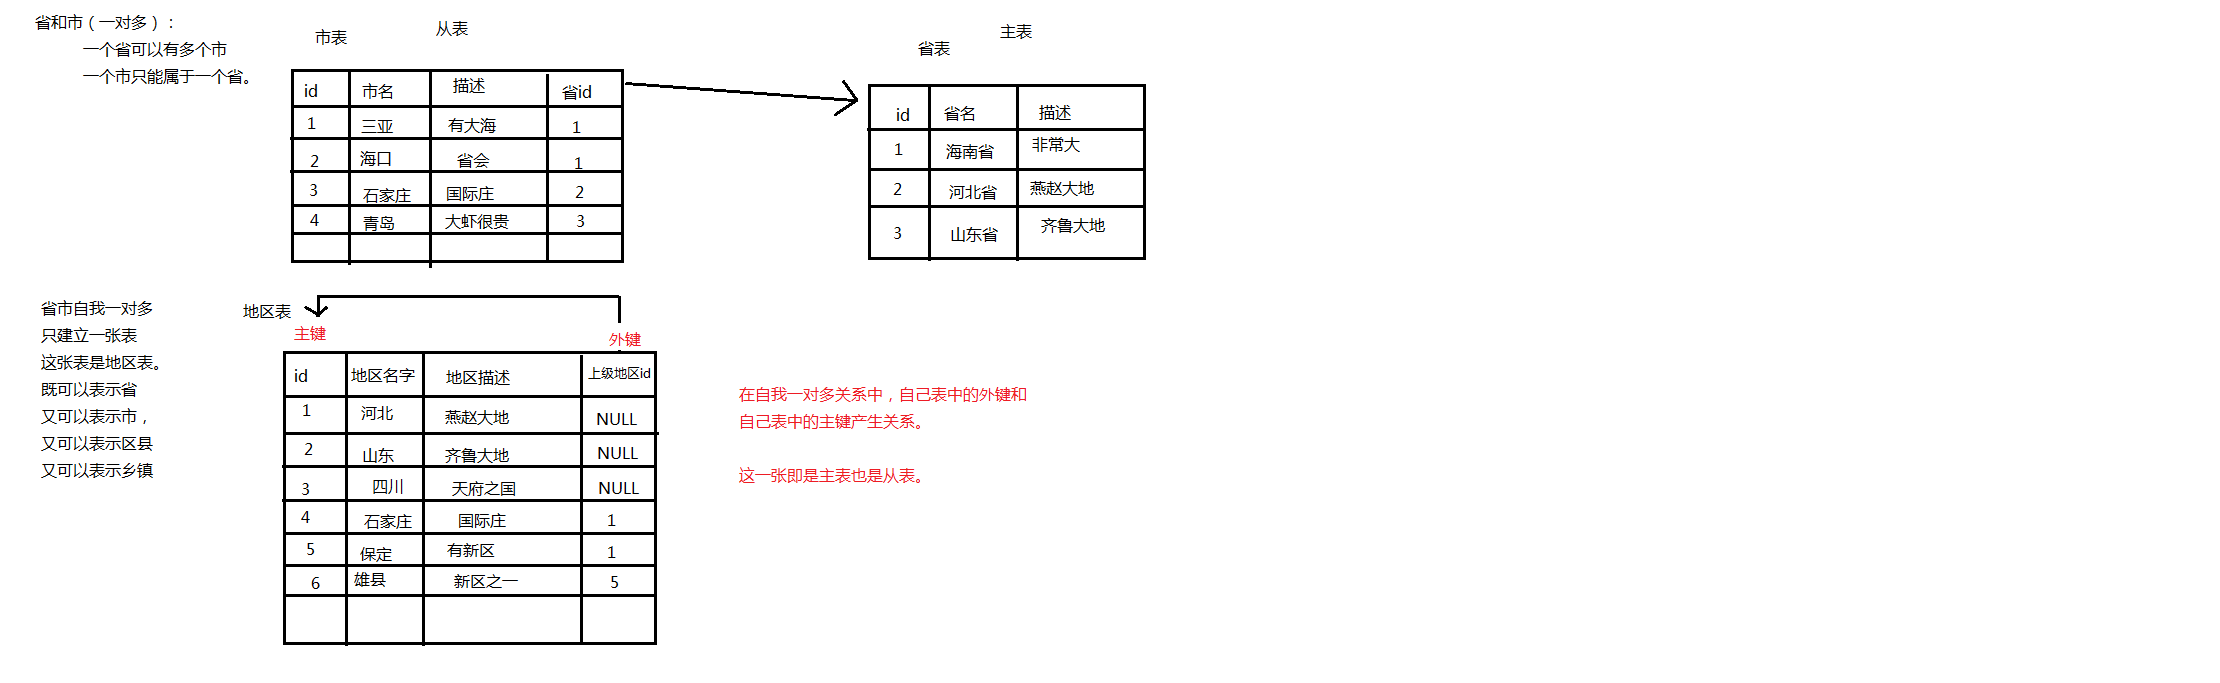 省和市（一对多）：
一个省可以有多个市
一个市只能属于一个省。
市表 从表
id 市名 描述 省id
1 三亚 有大海 1
2 海口 省会 1
3 石家庄 国际庄 2
4 青岛 大虾很贵 3
省表 主表
id 省名 描述
1 海南省 非常大
2 河北省 燕赵大地
3 山东省 齐鲁大地
省市自我一对多
只建立一张表
这张表是地区表。
既可以表示省
又可以表示市，
又可以表示区县
又可以表示乡镇
地区表
主键 外键
id 地区名字 地区描述 上级地区id
1 河北 燕赵大地 NULL
2 山东 齐鲁大地 NULL
3 四川 天府之国 NULL
4 石家庄 国际庄 1
5 保定 有新区 1
6 雄县 新区之一 5
在自我一对多关系中，自己表中的外键和
自己表中的主键产生关系。
这一张即是主表也是从表。